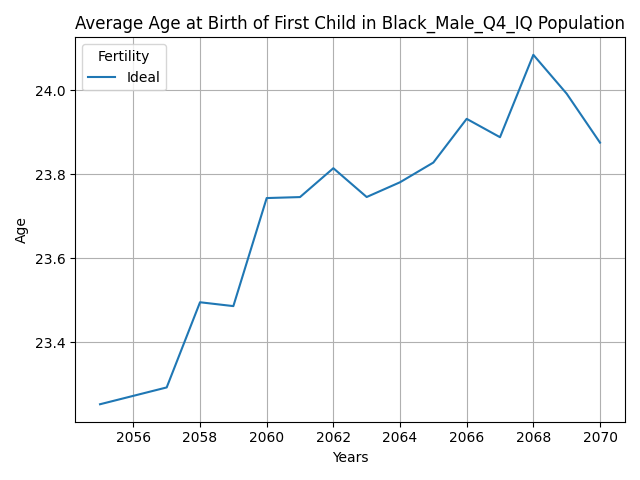 Average Age at Birth of First Child in Black_Male_Q4_IQ Population
Fertility
Ideal
24.0
23.8
23.6
23.4
Age
2056 2058 2060 2062 2064 2066 2068 2070
Years